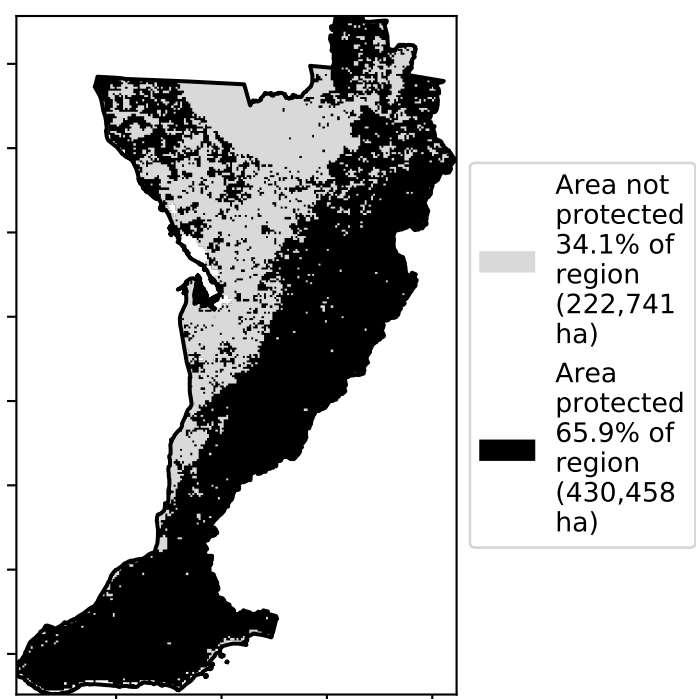 Area not
protected
34.1% of
region
(222,741
ha)
Area
protected
65.9% of
region
(430,458
ha)